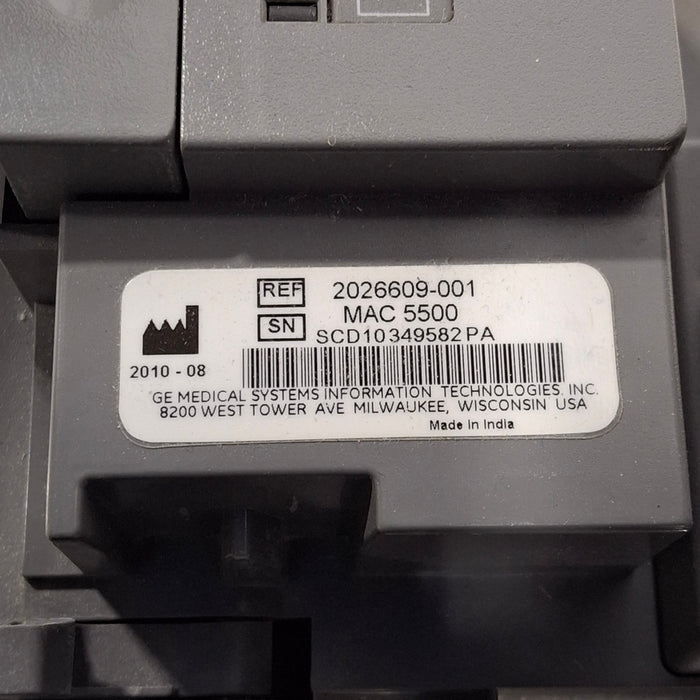 REF 2026609-001
MAC 5500
SN SCD10349582PA
2010 - 08
GE MEDICAL SYSTEMS INFORMATION TECHNOLOGIES, INC.
8200 WEST TOWER AVE MILWAUKEE, WISCONSIN USA
Made In India